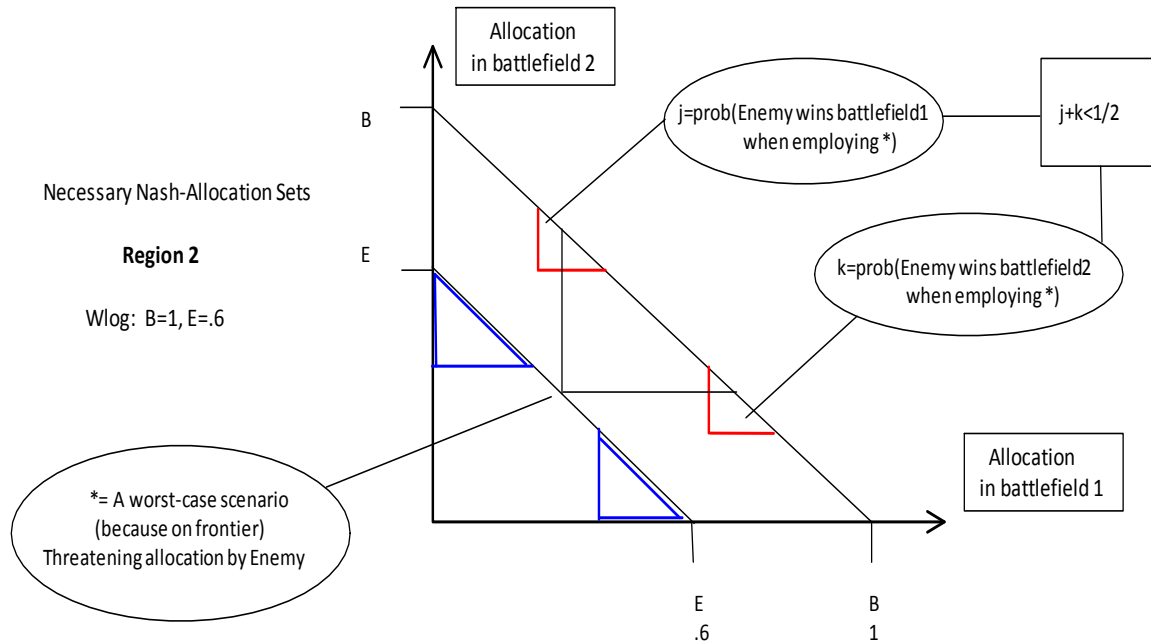 Allocation
in battlefield 2
B
j=prob(Enemy wins battlefield1
when employing *)
j+k<1/2
Necessary Nash-Allocation Sets
Region 2
E
Wlog: B=1, E=.6
k=prob(Enemy wins battlefield2
when employing *)
*= A worst-case scenario
(because on frontier)
Threatening allocation by Enemy
Allocation
in battlefield 1
E
.6
B
1